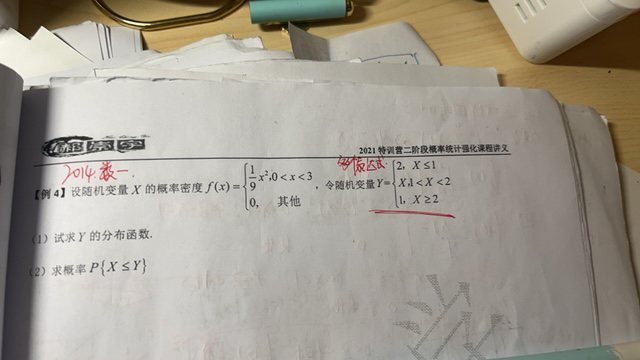 2021 特训营二阶段概率统计强化课程讲义
2014.数一.
分段表达式
【例 4】设随机变量 X 的概率密度 f(x)={1/9 x²,0<x<3 0, 其他 ，令随机变量 Y={2, X≤1 X,1<X<2 1, X≥2
(1) 试求 Y 的分布函数.
(2) 求概率 P{X≤Y}